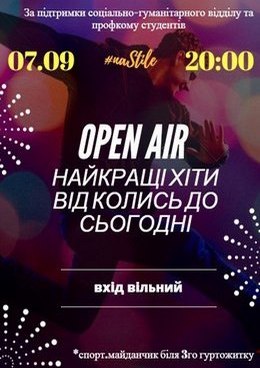 За підтримки соціально-гуманітарного відділу та
профкому студентів
07.09 #наStile 20:00
OPEN AIR
НАЙКРАЩІ ХІТИ
ВІД КОЛИСЬ ДО
СЬОГОДНІ
вхід вільний
*спорт.майданчик біля 3го гуртожитку